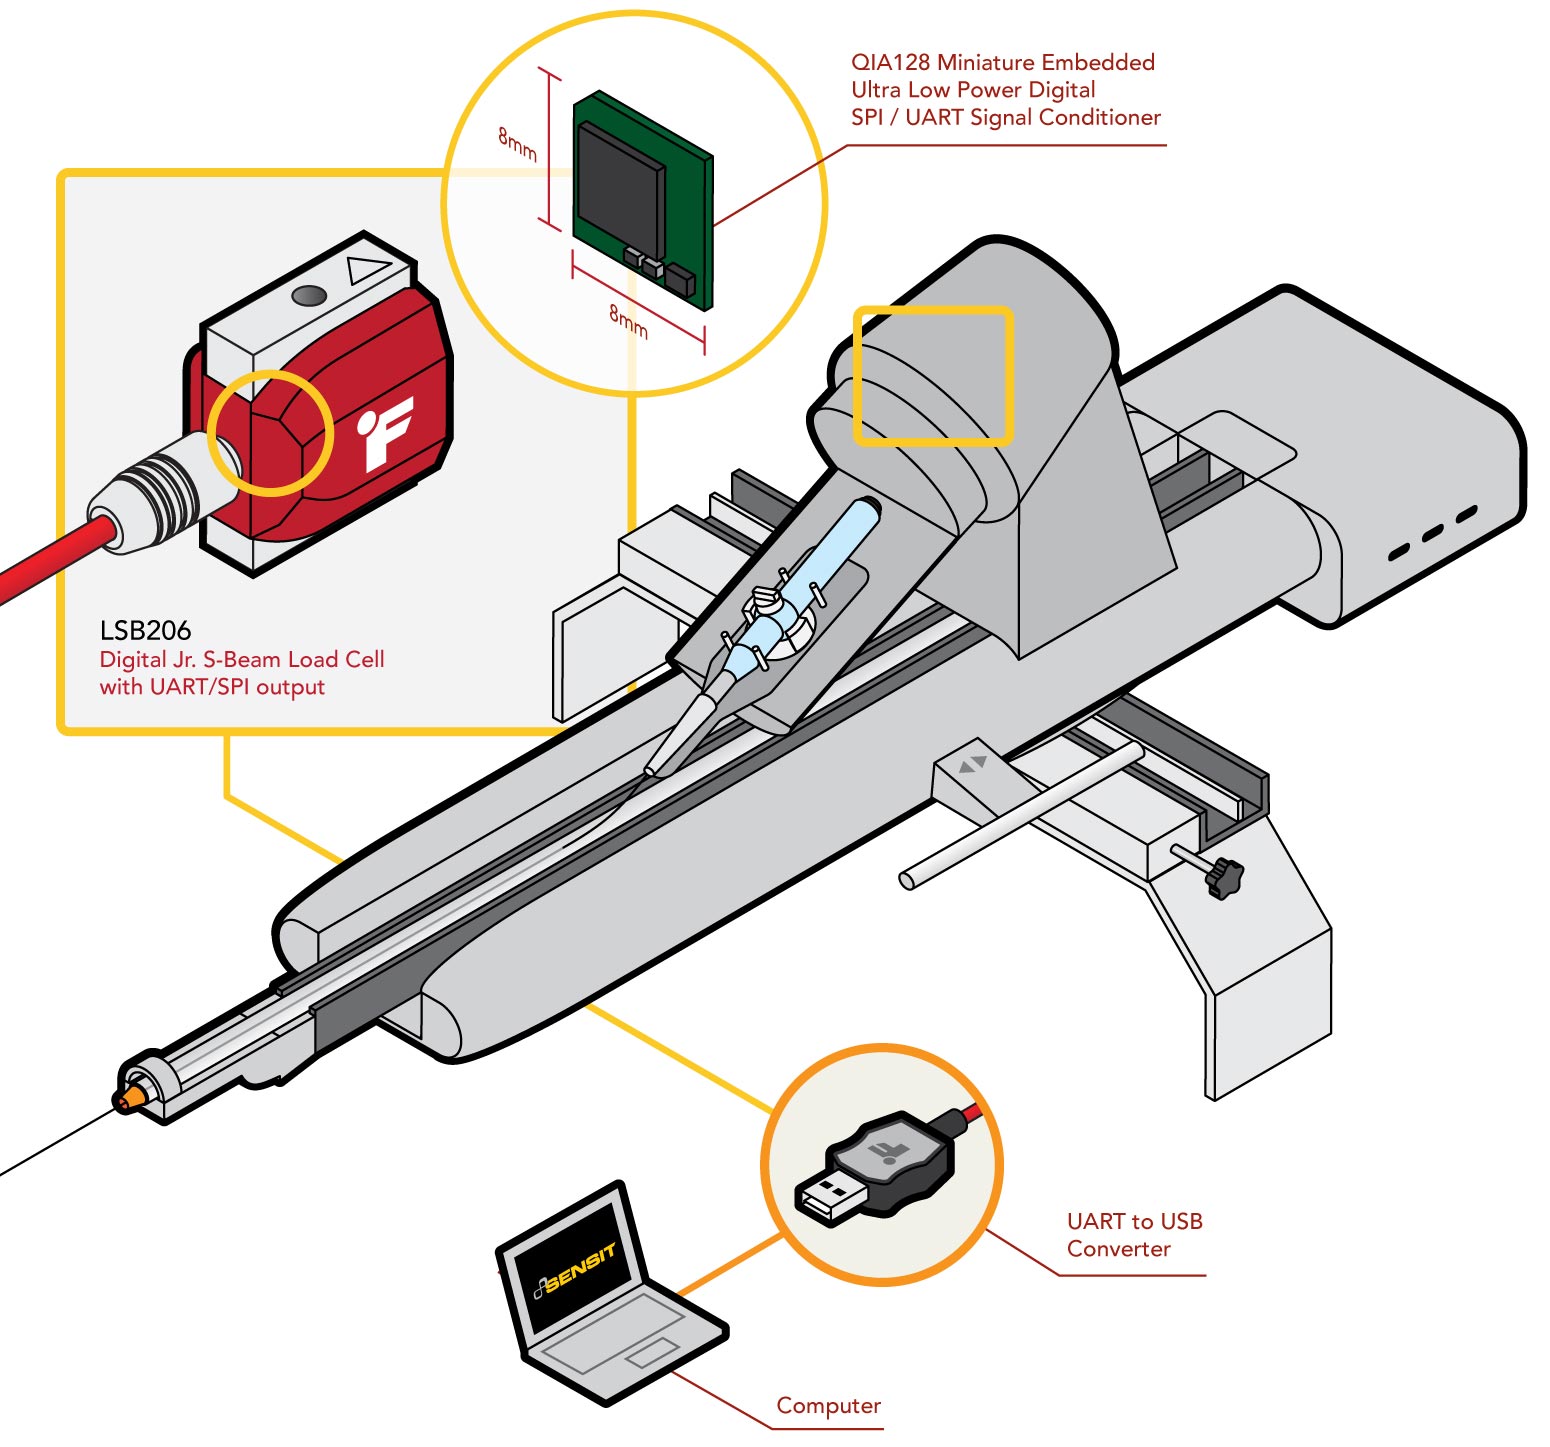 QIA128 Miniature Embedded
Ultra Low Power Digital
SPI / UART Signal Conditioner
8mm
8mm
LSB206
Digital Jr. S-Beam Load Cell
with UART/SPI output
UART to USB
Converter
SENSIT
Computer